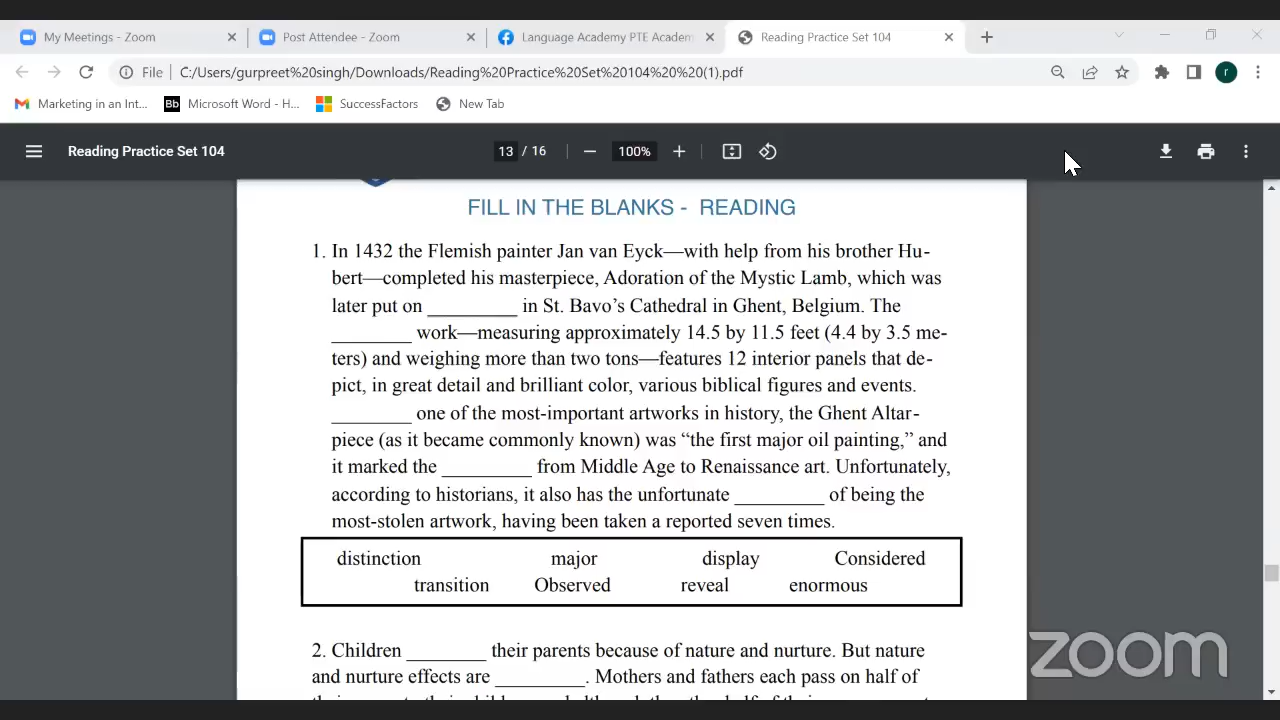 My Meetings - Zoom
Post Attendee - Zoom
Language Academy PTE Academ
Reading Practice Set 104
File
C:/Users/gurpreet%20singh/Downloads/Reading%20Practice%20Set%20104%20%20(1).pdf
r
Marketing in an Int...
Bb
Microsoft Word - H...
SuccessFactors
New Tab
Reading Practice Set 104
13 / 16
100%
FILL IN THE BLANKS - READING
1. In 1432 the Flemish painter Jan van Eyck—with help from his brother Hu-
bert—completed his masterpiece, Adoration of the Mystic Lamb, which was
later put on _________ in St. Bavo’s Cathedral in Ghent, Belgium. The
________ work—measuring approximately 14.5 by 11.5 feet (4.4 by 3.5 me-
ters) and weighing more than two tons—features 12 interior panels that de-
pict, in great detail and brilliant color, various biblical figures and events.
________ one of the most-important artworks in history, the Ghent Altar-
piece (as it became commonly known) was “the first major oil painting,” and
it marked the _________ from Middle Age to Renaissance art. Unfortunately,
according to historians, it also has the unfortunate _________ of being the
most-stolen artwork, having been taken a reported seven times.
distinction major display Considered
transition Observed reveal enormous
2. Children ________ their parents because of nature and nurture. But nature
and nurture effects are _________. Mothers and fathers each pass on half of
zoom